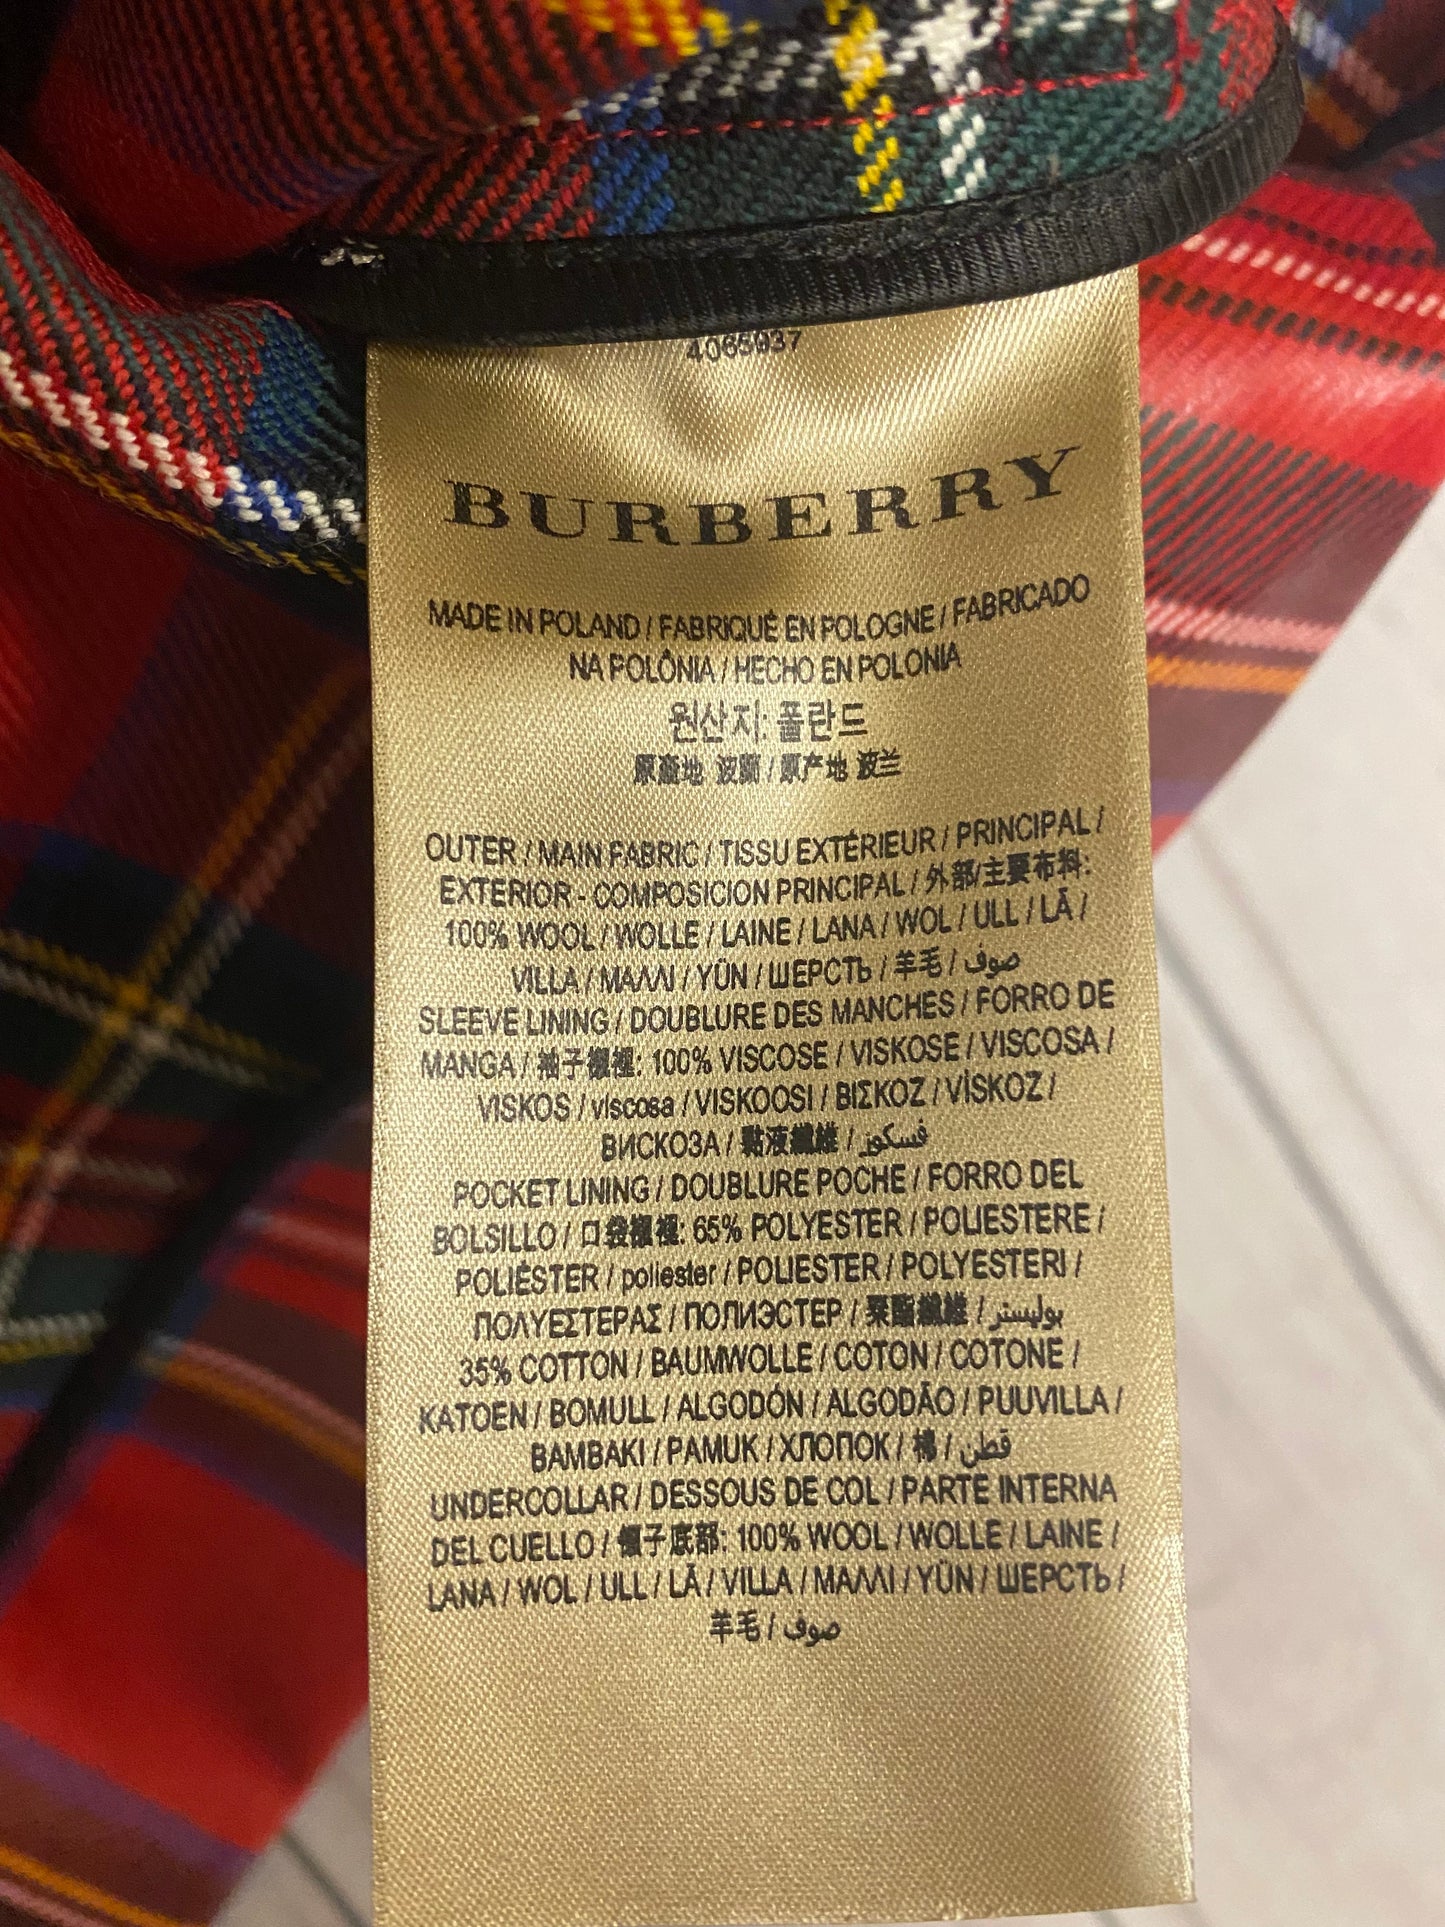 4065937
BURBERRY
MADE IN POLAND / FABRIQUÉ EN POLOGNE / FABRICADO
NA POLÔNIA / HECHO EN POLONIA
원산지: 폴란드
原產地 波蘭 / 原产地 波兰
OUTER / MAIN FABRIC / TISSU EXTÉRIEUR / PRINCIPAL /
EXTERIOR - COMPOSICION PRINCIPAL / 外部/主要布料:
100% WOOL / WOLLE / LAINE / LANA / WOL / ULL / LÃ /
VILLA / ΜΑΛΛΙ / YÜN / ШЕРСТЬ / 羊毛 / صوف
SLEEVE LINING / DOUBLURE DES MANCHES / FORRO DE
MANGA / 袖子襯裡: 100% VISCOSE / VISKOSE / VISCOSA /
VISKOS / viscosa / VISKOOSI / ΒΙΣΚΟΖ / VİSKOZ /
ВИСКОЗА / 黏液纖維 / فسكوز
POCKET LINING / DOUBLURE POCHE / FORRO DEL
BOLSILLO / 口袋襯裡: 65% POLYESTER / POLIESTERE /
POLIÉSTER / poliester / POLIESTER / POLYESTERI /
ΠΟΛΥΕΣΤΕΡΑΣ / ПОЛИЭСТЕР / 聚酯纖維 / بوليستر
35% COTTON / BAUMWOLLE / COTON / COTONE /
KATOEN / BOMULL / ALGODÓN / ALGODÃO / PUUVILLA /
BAMBAKI / PAMUK / ХЛОПОК / 棉 / قطن
UNDERCOLLAR / DESSOUS DE COL / PARTE INTERNA
DEL CUELLO / 領子底部: 100% WOOL / WOLLE / LAINE /
LANA / WOL / ULL / LÃ / VILLA / ΜΑΛΛΙ / YÜN / ШЕРСТЬ /
羊毛 / صوف